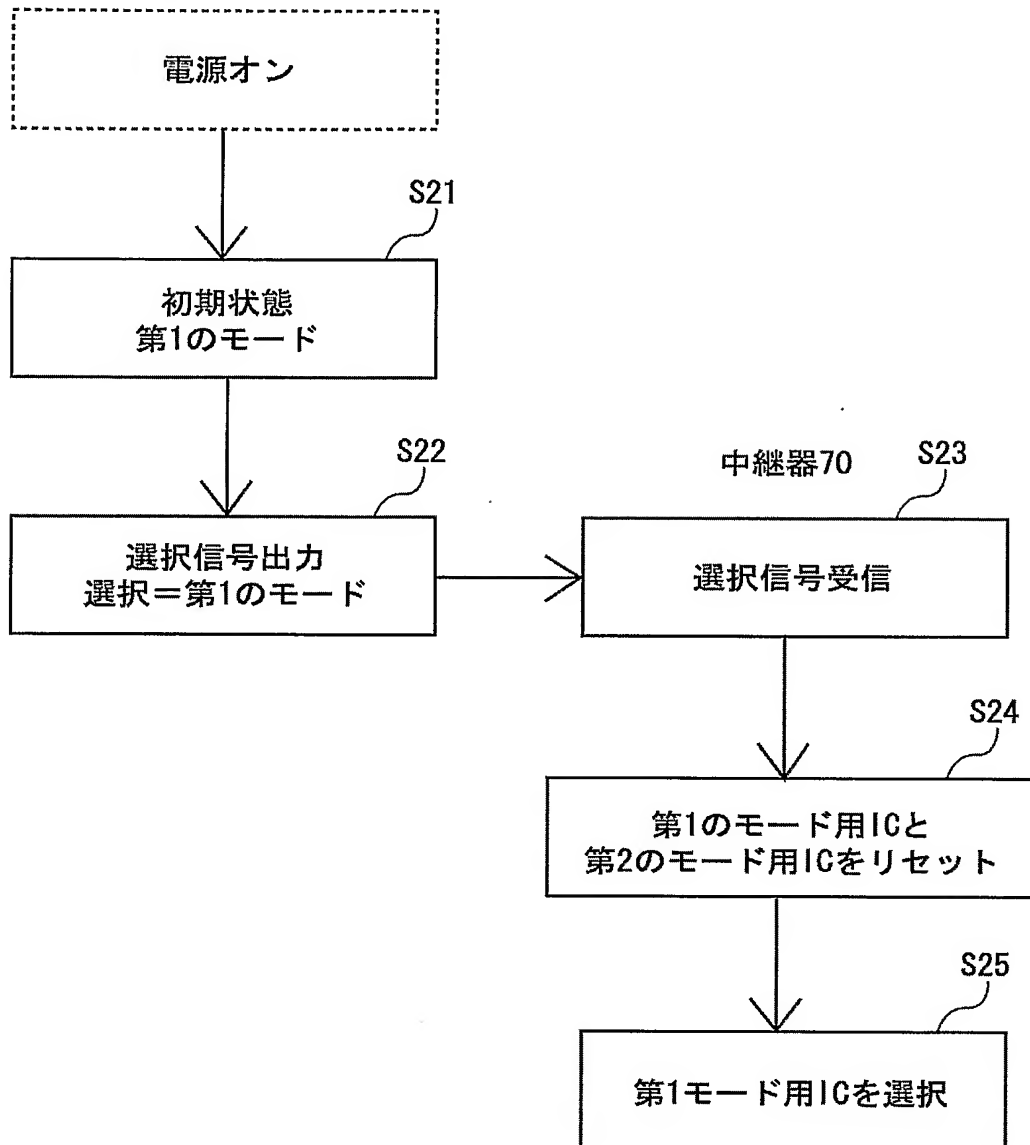 電源オン
S21
初期状態
第1のモード
S22
選択信号出力
選択＝第1のモード
中継器70
S23
選択信号受信
S24
第1のモード用ICと
第2のモード用ICをリセット
S25
第1モード用ICを選択